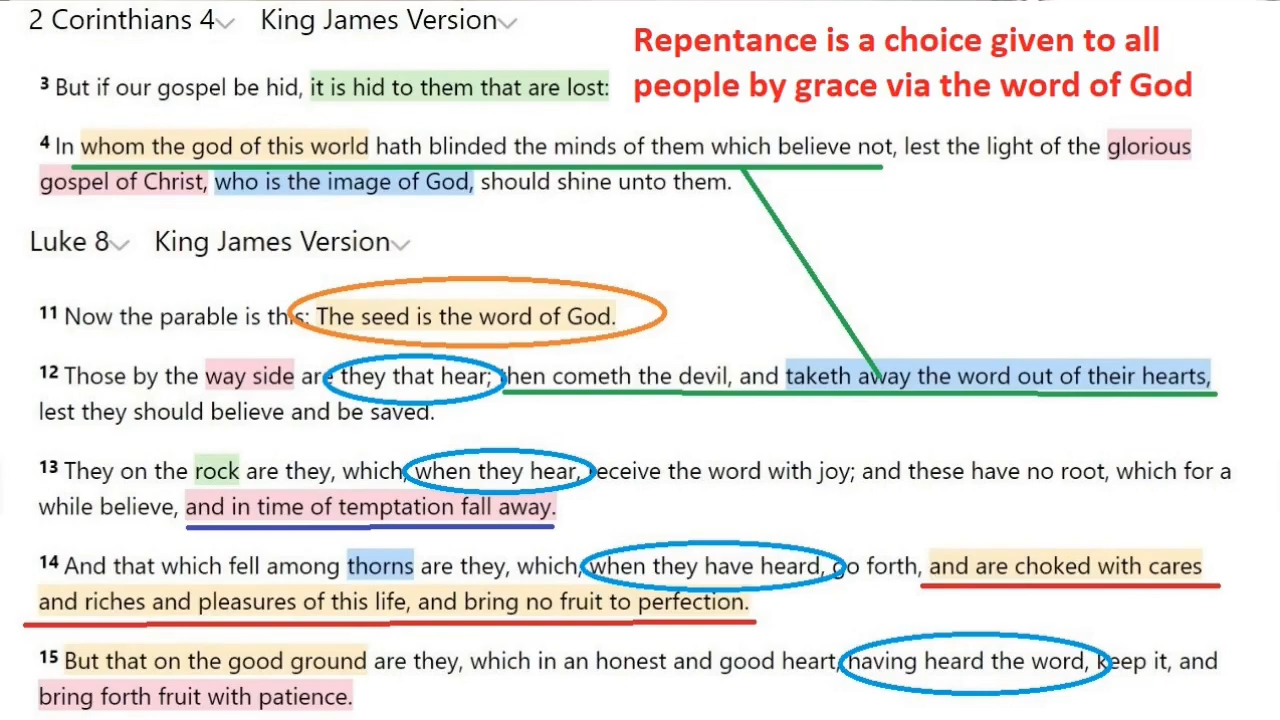 2 Corinthians 4 King James Version
Repentance is a choice given to all
people by grace via the word of God
3 But if our gospel be hid, it is hid to them that are lost:
4 In whom the god of this world hath blinded the minds of them which believe not, lest the light of the glorious
gospel of Christ, who is the image of God, should shine unto them.
Luke 8 King James Version
11 Now the parable is this: The seed is the word of God.
12 Those by the way side are they that hear; then cometh the devil, and taketh away the word out of their hearts,
lest they should believe and be saved.
13 They on the rock are they, which, when they hear, receive the word with joy; and these have no root, which for a
while believe, and in time of temptation fall away.
14 And that which fell among thorns are they, which, when they have heard, go forth, and are choked with cares
and riches and pleasures of this life, and bring no fruit to perfection.
15 But that on the good ground are they, which in an honest and good heart, having heard the word, keep it, and
bring forth fruit with patience.